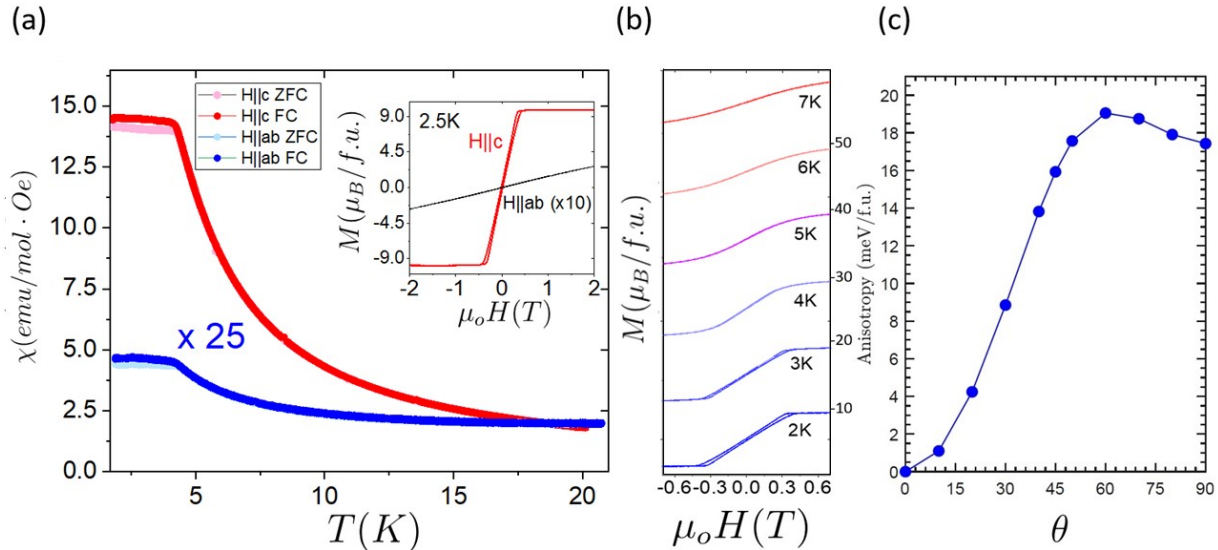 (a)
(b)
(c)
χ(emu/mol · Oe)
15.0
12.5
10.0
7.5
5.0
2.5
0.0
5
10
15
20
T(K)
H||c ZFC
H||c FC
H||ab ZFC
H||ab FC
x 25
M(μB/f.u.)
9.0
4.5
0.0
-4.5
-9.0
2.5K
H||c
H||ab (x10)
-2
-1
0
1
2
μoH(T)
M(μB/f.u.)
7K
6K
5K
4K
3K
2K
50
40
30
20
10
-0.6
-0.3
0.0
0.3
0.6
μoH(T)
Anisotropy (meV/f.u.)
20
18
16
14
12
10
8
6
4
2
0
0
15
30
45
60
75
90
θ